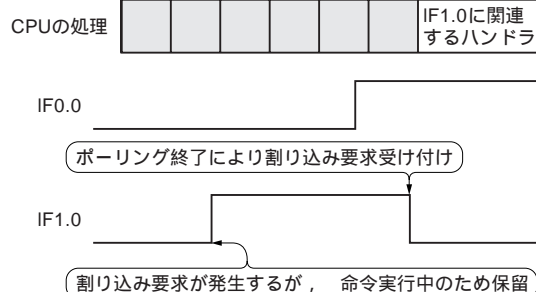 CPUの処理
IF1.0に関連
するハンドラ
IF0.0
ポーリング終了により割り込み要求受け付け
IF1.0
割り込み要求が発生するが， 命令実行中のため保留